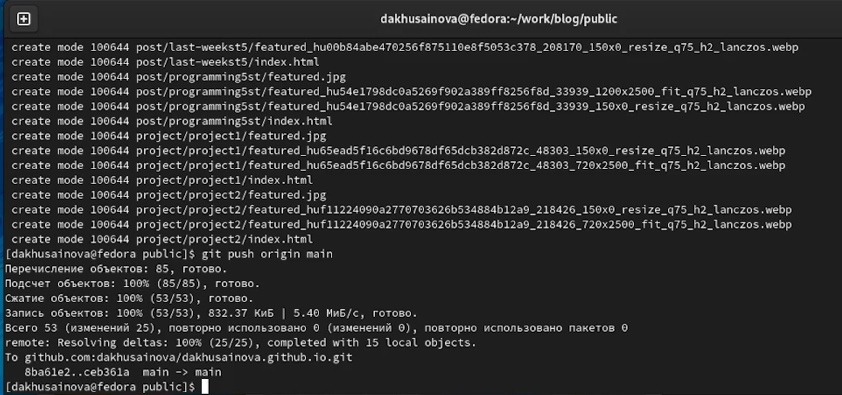 dakhusainova@fedora:~/work/blog/public
create mode 100644 post/last-weekst5/featured_hu00b84abe470256f875110e8f5053c378_208170_150x0_resize_q75_h2_lanczos.webp
create mode 100644 post/last-weekst5/index.html
create mode 100644 post/programming5st/featured.jpg
create mode 100644 post/programming5st/featured_hu54e1798dc0a5269f902a389ff8256f8d_33939_1200x2500_fit_q75_h2_lanczos.webp
create mode 100644 post/programming5st/featured_hu54e1798dc0a5269f902a389ff8256f8d_33939_150x0_resize_q75_h2_lanczos.webp
create mode 100644 post/programming5st/index.html
create mode 100644 project/project1/featured.jpg
create mode 100644 project/project1/featured_hu65ead5f16c6bd9678df65dcb382d872c_48303_150x0_resize_q75_h2_lanczos.webp
create mode 100644 project/project1/featured_hu65ead5f16c6bd9678df65dcb382d872c_48303_720x2500_fit_q75_h2_lanczos.webp
create mode 100644 project/project1/index.html
create mode 100644 project/project2/featured.jpg
create mode 100644 project/project2/featured_huf11224090a2770703626b534884b12a9_218426_150x0_resize_q75_h2_lanczos.webp
create mode 100644 project/project2/featured_huf11224090a2770703626b534884b12a9_218426_720x2500_fit_q75_h2_lanczos.webp
create mode 100644 project/project2/index.html
[dakhusainova@fedora public]$ git push origin main
Перечисление объектов: 85, готово.
Подсчет объектов: 100% (85/85), готово.
Сжатие объектов: 100% (53/53), готово.
Запись объектов: 100% (53/53), 832.37 КиБ | 5.40 МиБ/с, готово.
Всего 53 (изменений 25), повторно использовано 0 (изменений 0), повторно использовано пакетов 0
remote: Resolving deltas: 100% (25/25), completed with 15 local objects.
To github.com:dakhusainova/dakhusainova.github.io.git
8ba61e2..ceb361a main -> main
[dakhusainova@fedora public]$